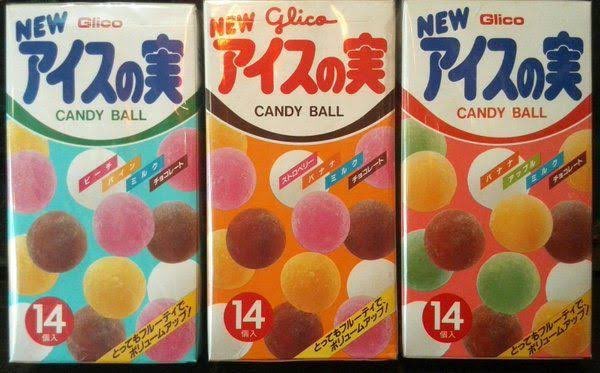 NEW
Glico
アイスの実
CANDY BALL
ピーチ
パイン
ミルク
チョコレート
14
個入
とってもフルーティで、
ボリュームアップ!
NEW
Glico
アイスの実
CANDY BALL
ストロベリー
バナナ
ミルク
チョコレート
14
個入
とってもフルーティで、
ボリュームアップ!
NEW
Glico
アイスの実
CANDY BALL
バナナ
アップル
ミルク
チョコレート
14
個入
とってもフルーティで、
ボリュームアップ!